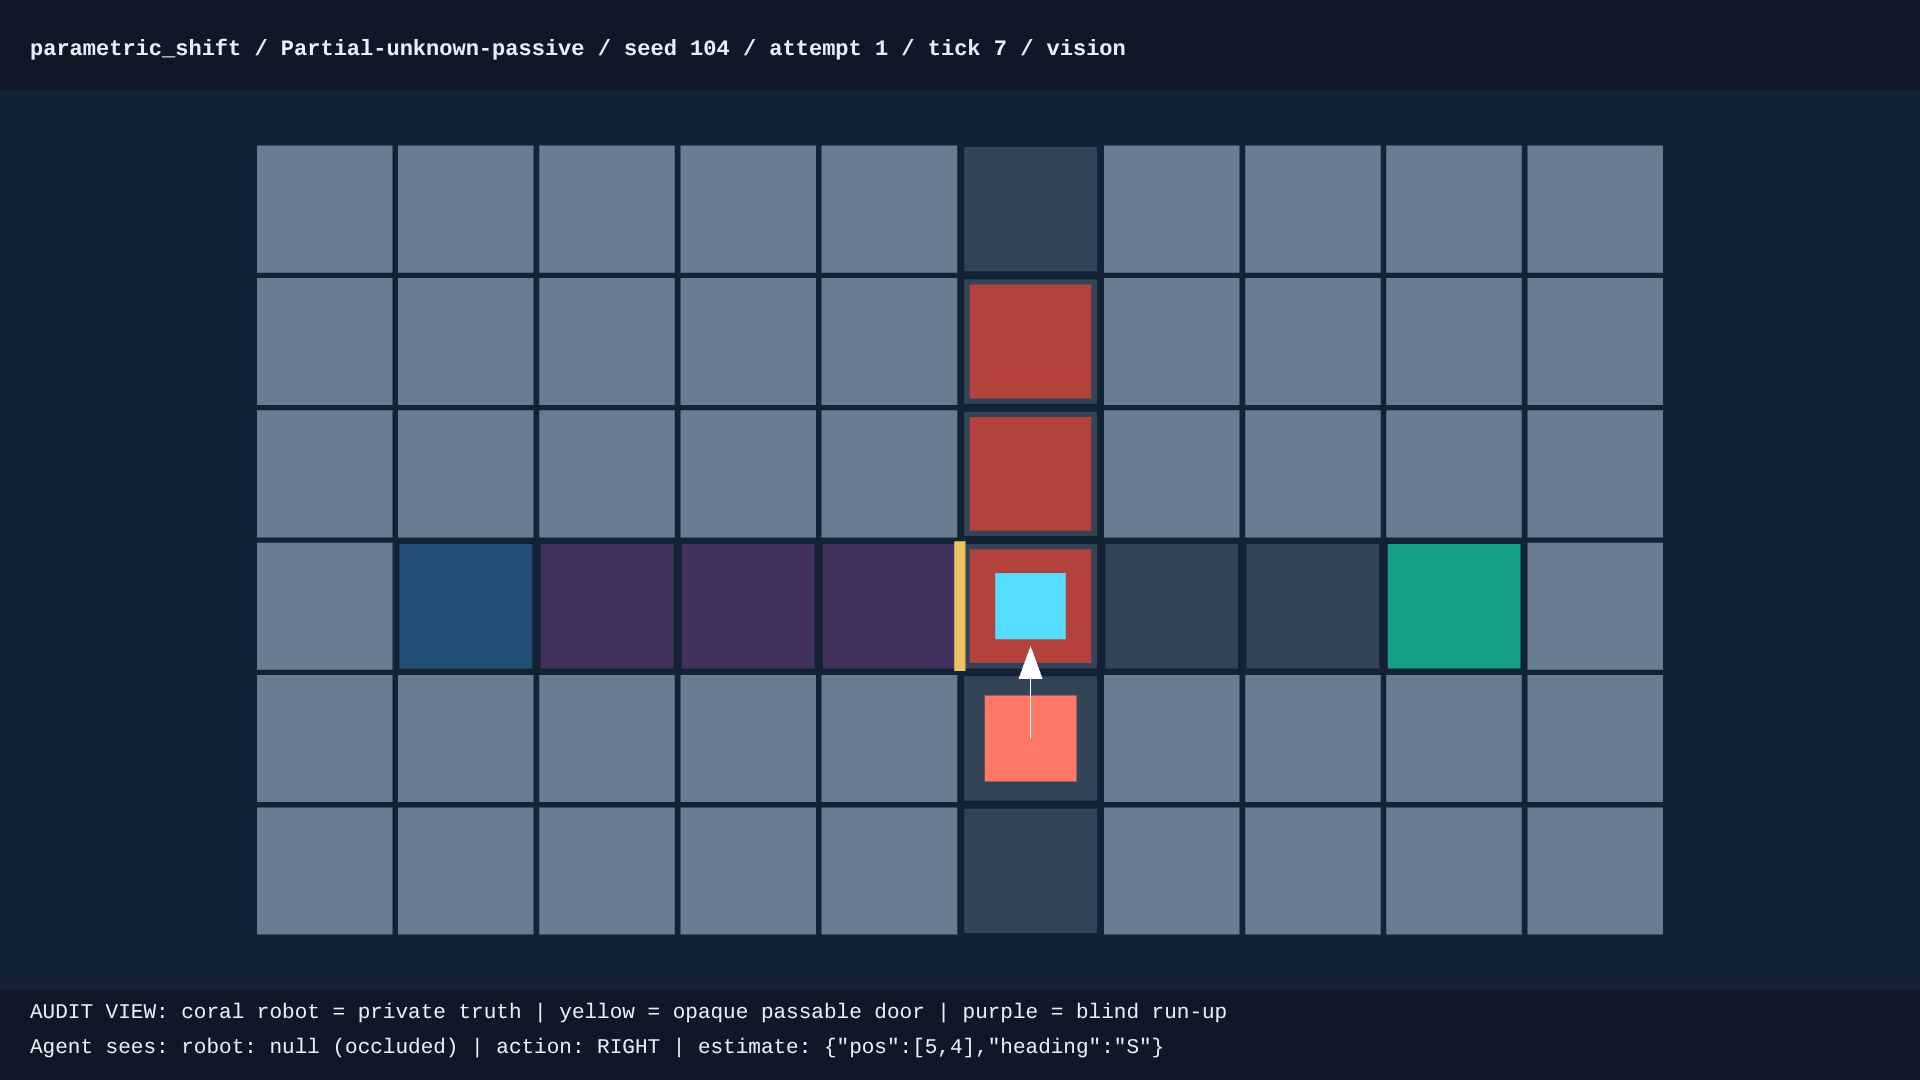 parametric_shift / Partial-unknown-passive / seed 104 / attempt 1 / tick 7 / vision
AUDIT VIEW: coral robot = private truth | yellow = opaque passable door | purple = blind run-up
Agent sees: robot: null (occluded) | action: RIGHT | estimate: {"pos":[5,4],"heading":"S"}